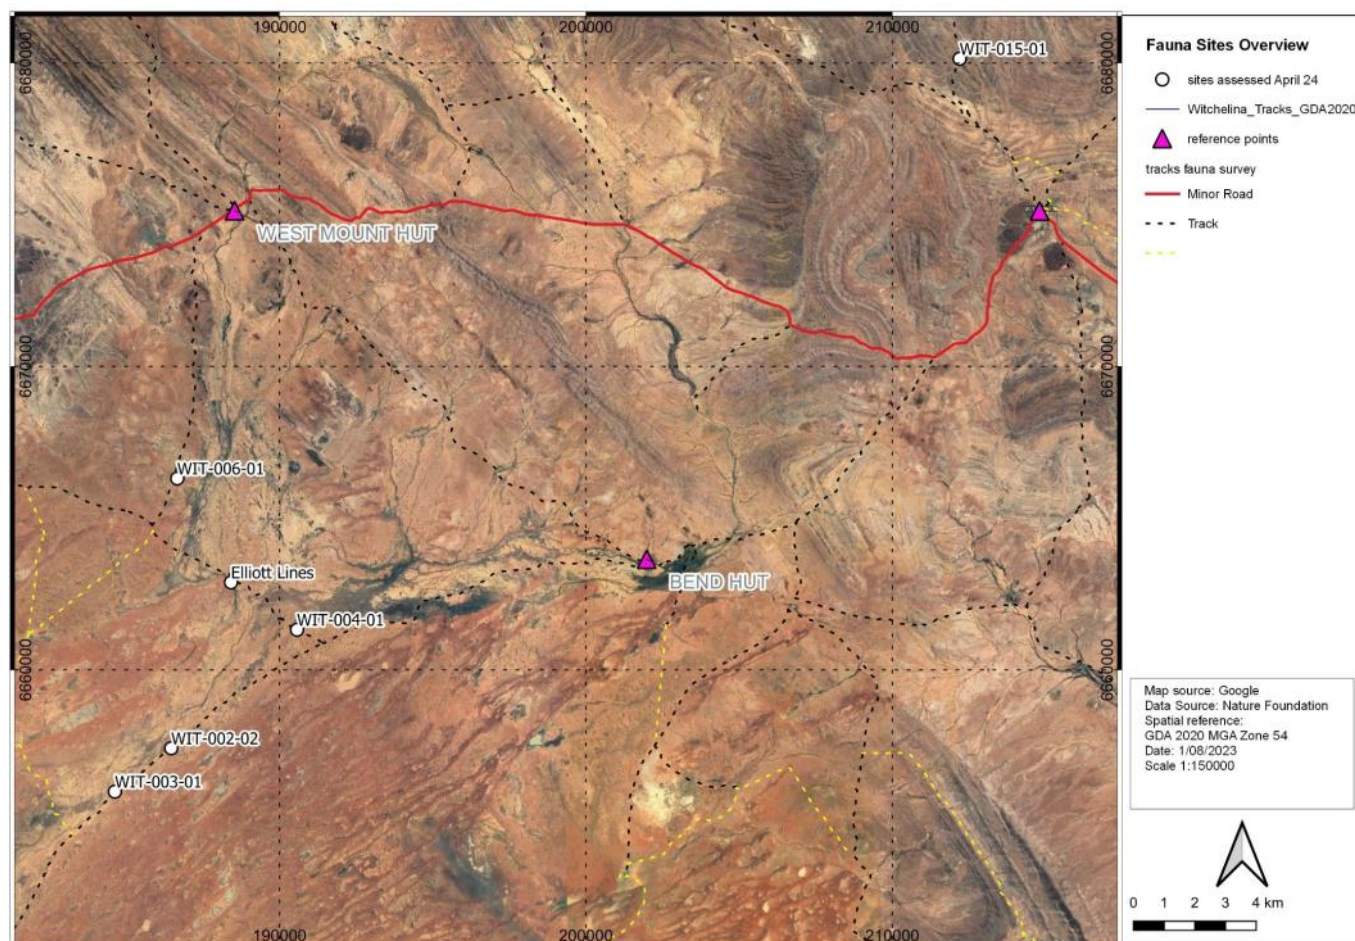 190000
200000
210000
6680000
6680000
WIT-015-01
WEST MOUNT HUT
6670000
6670000
WIT-006-01
Elliott Lines
BEND HUT
WIT-004-01
6660000
6660000
WIT-002-02
WIT-003-01
190000
200000
210000
Fauna Sites Overview
sites assessed April 24
Witchelina_Tracks_GDA2020
reference points
tracks fauna survey
Minor Road
Track
Map source: Google
Data Source: Nature Foundation
Spatial reference:
GDA 2020 MGA Zone 54
Date: 1/08/2023
Scale 1:150000
0 1 2 3 4 km